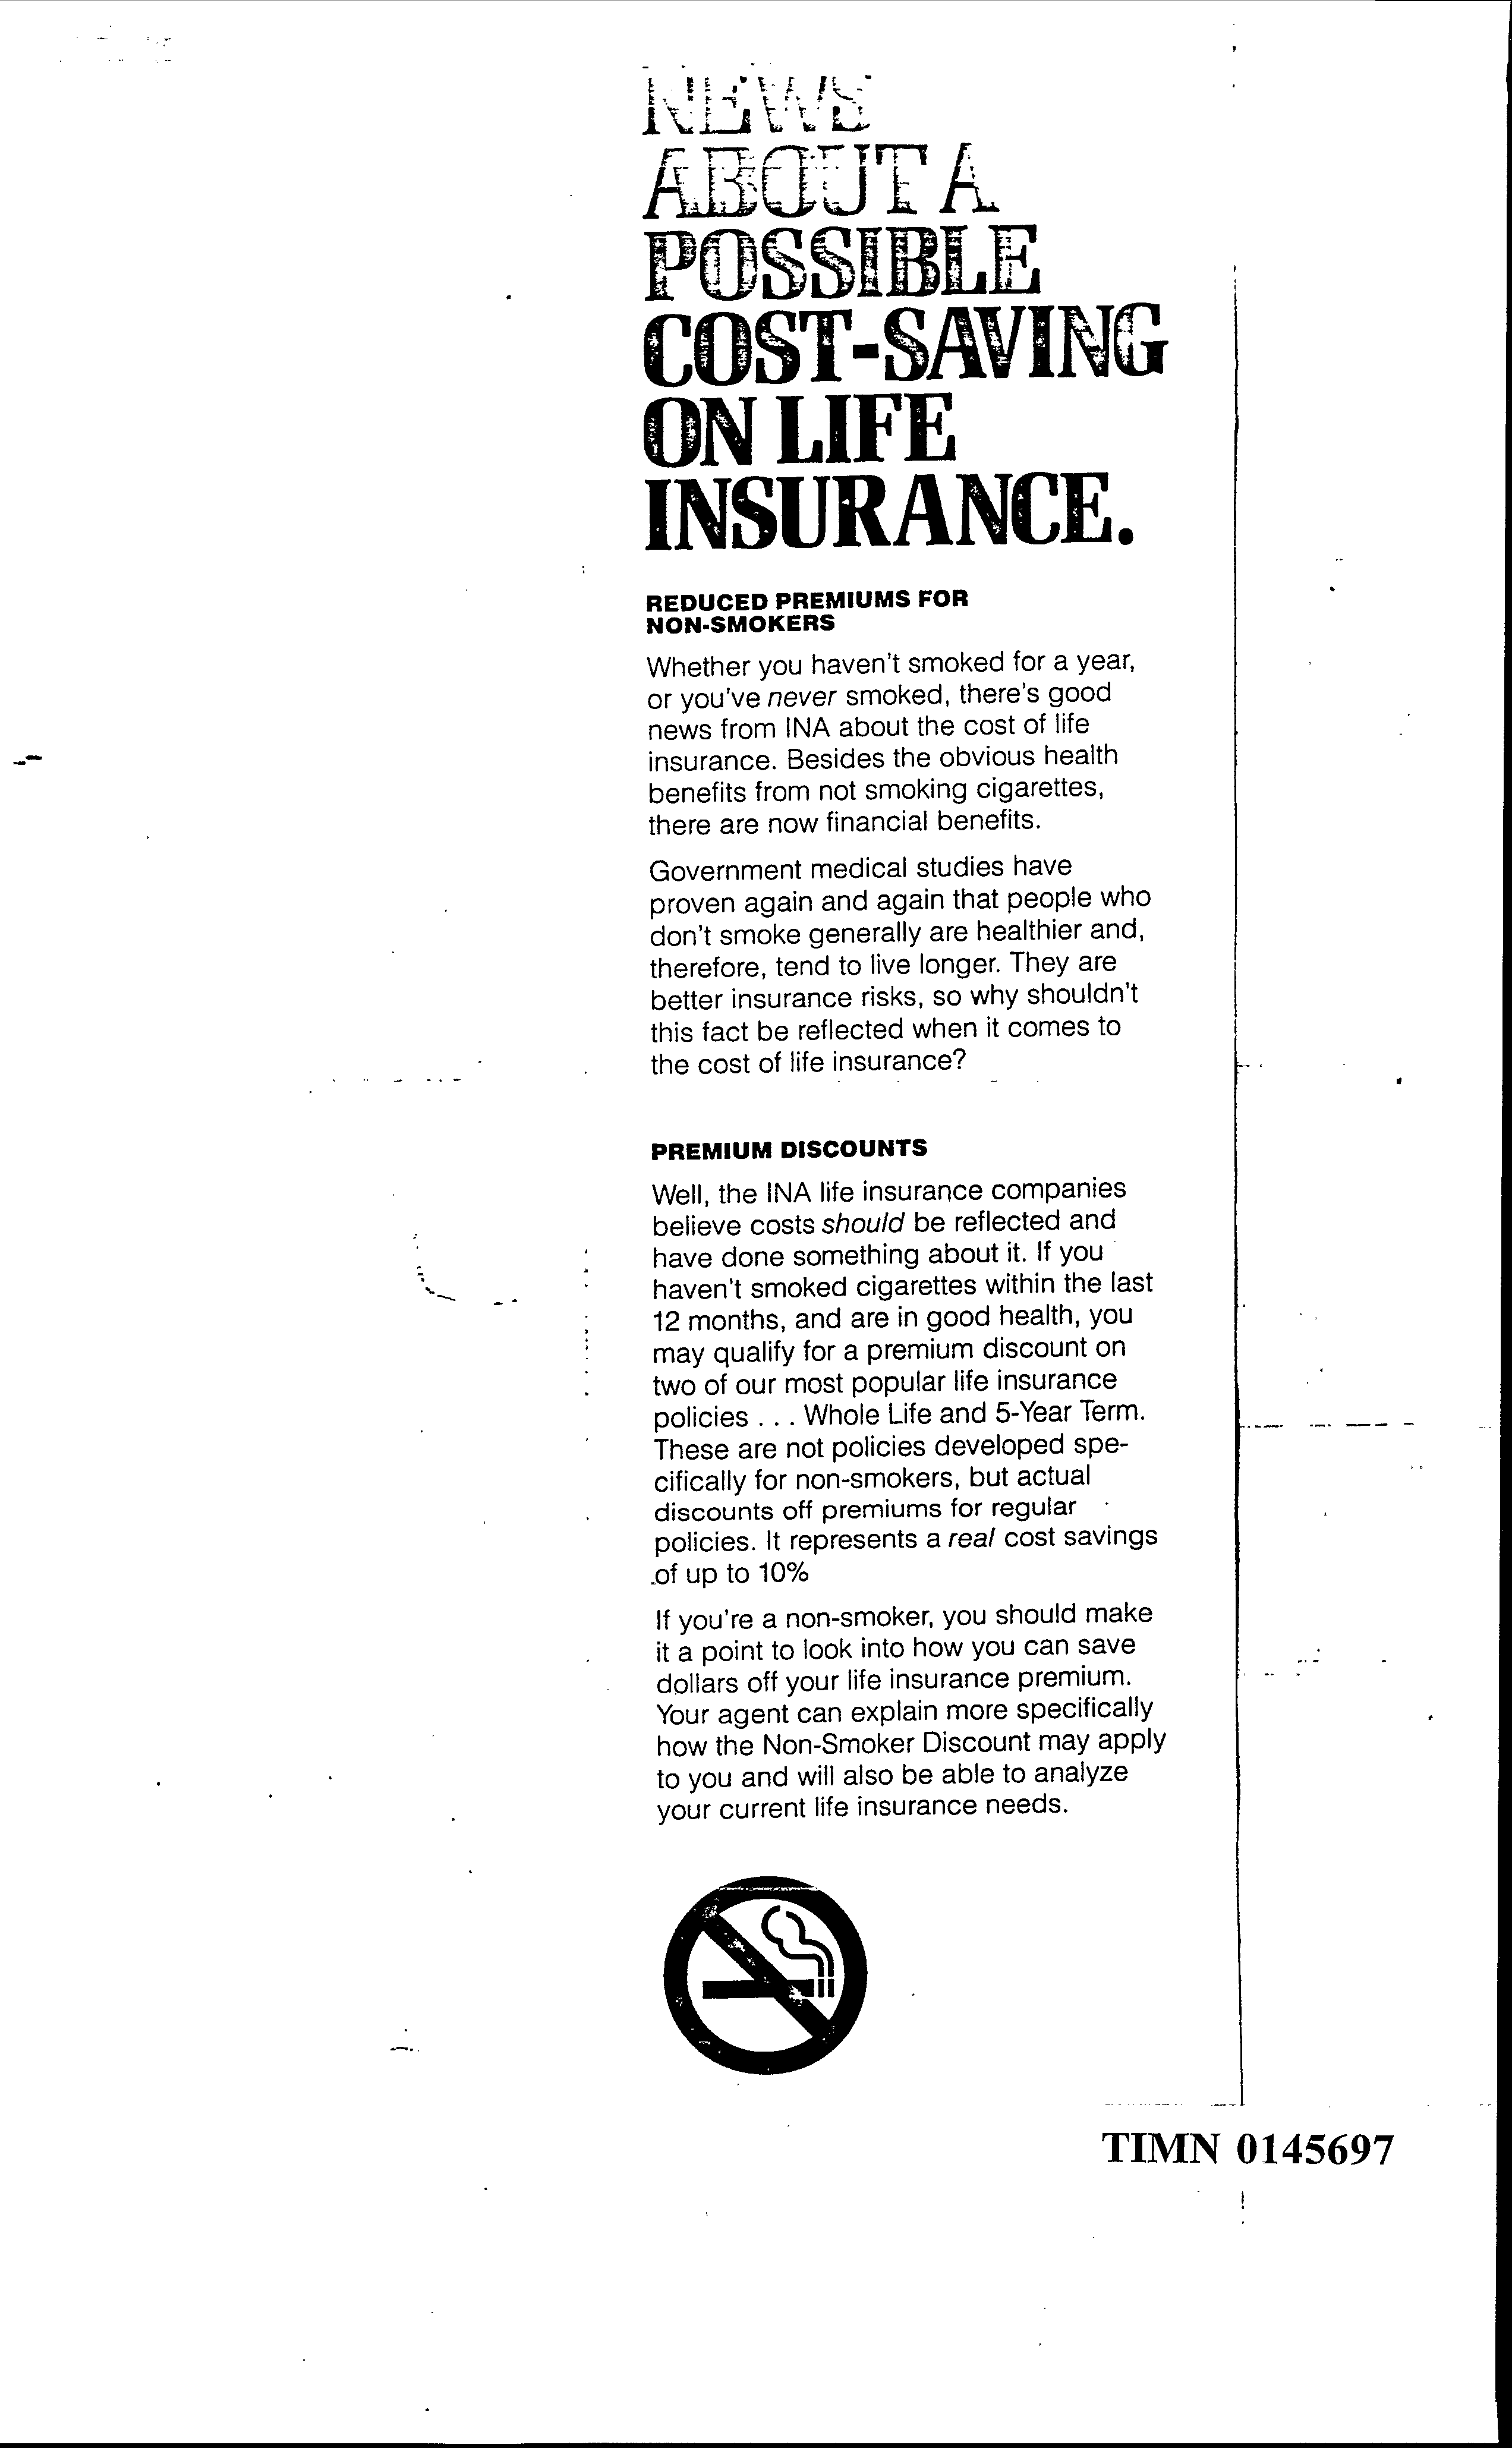 NEWS
ABOUT A
POSSIBLE
COST-SAVING
ON LIFE
INSURANCE.
REDUCED PREMIUMS FOR
NON-SMOKERS
Whether you haven't smoked for a year,
or you've never smoked, there's good
news from INA about the cost of life
insurance. Besides the obvious health
benefits from not smoking cigarettes,
there are now financial benefits.
Government medical studies have
proven again and again that people who
don't smoke generally are healthier and,
therefore, tend to live longer. They are
better insurance risks, so why shouldn't
this fact be reflected when it comes to
the cost of life insurance?
PREMIUM DISCOUNTS
Well, the INA life insurance companies
believe costs should be reflected and
have done something about it. If you
haven't smoked cigarettes within the last
12 months, and are in good health, you
may qualify for a premium discount on
two of our most popular life insurance
policies . . . Whole Life and 5-Year Term.
These are not policies developed spe-
cifically for non-smokers, but actual
discounts off premiums for regular
policies. It represents a real cost savings
of up to 10%
If you're a non-smoker, you should make
it a point to look into how you can save
dollars off your life insurance premium.
Your agent can explain more specifically
how the Non-Smoker Discount may apply
to you and will also be able to analyze
your current life insurance needs.
TIMN 0145697